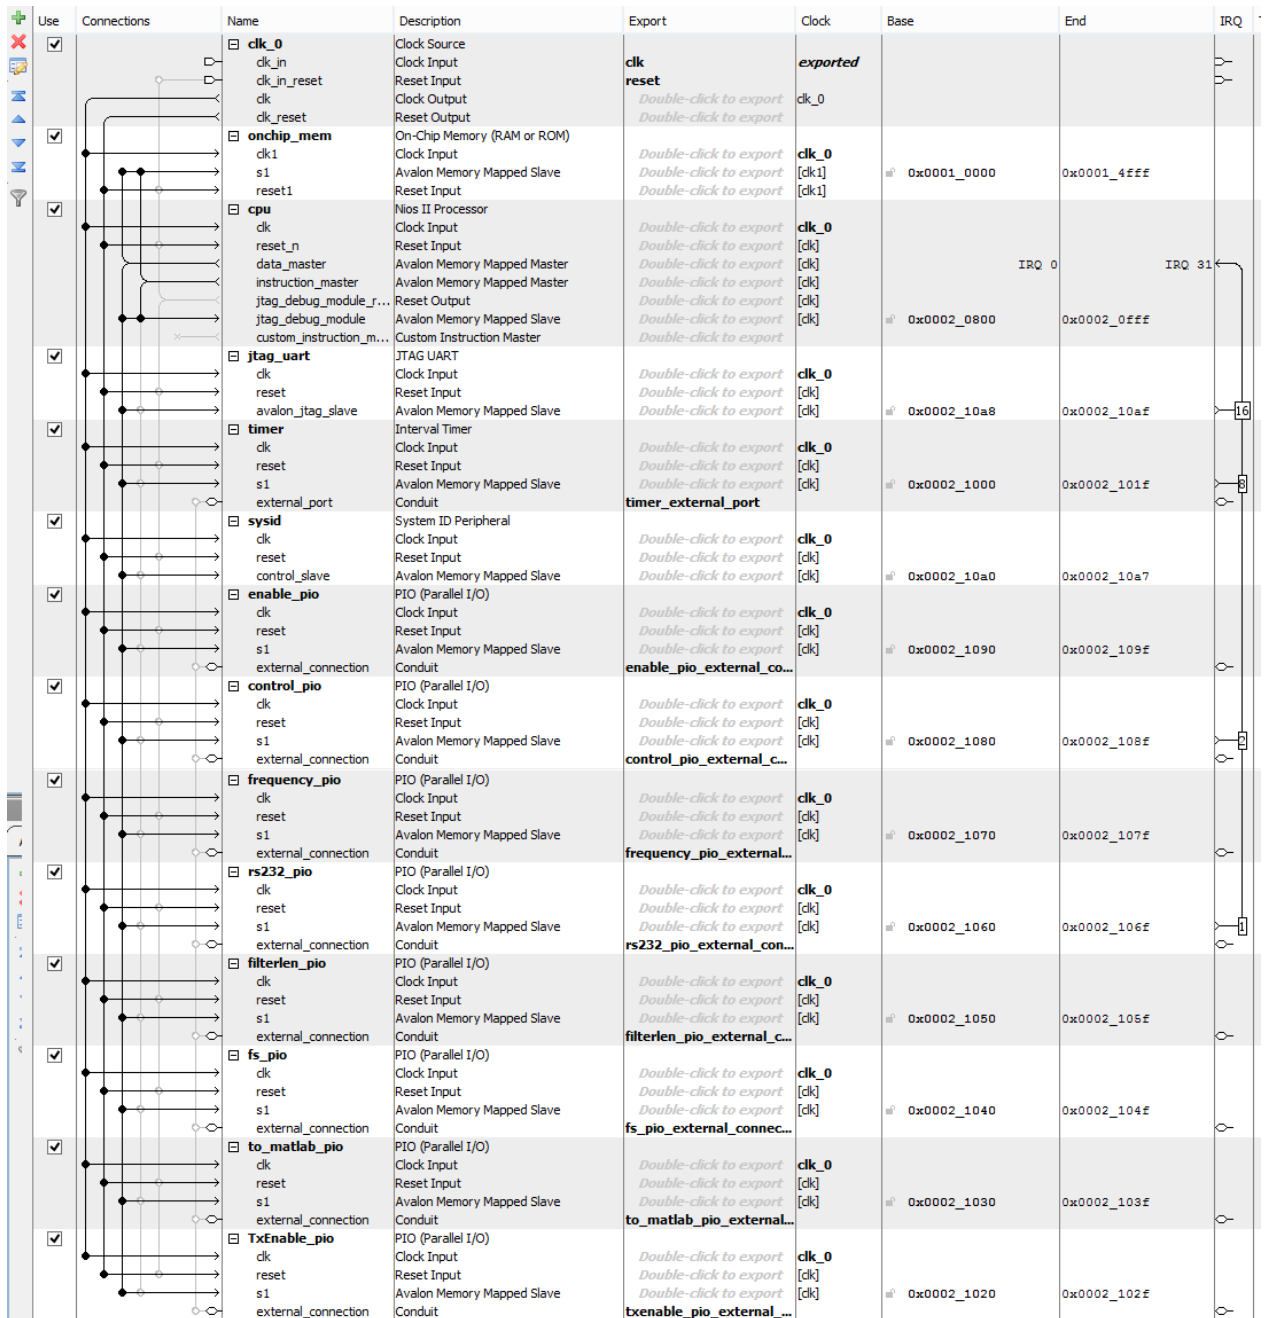 Use Connections Name Description Export Clock Base End IRQ
clk_0 Clock Source
clk_in Clock Input clk exported
clk_in_reset Reset Input reset
clk Clock Output Double-click to export clk_0
clk_reset Reset Output Double-click to export
onchip_mem On-Chip Memory (RAM or ROM)
clk1 Clock Input Double-click to export clk_0
s1 Avalon Memory Mapped Slave Double-click to export [clk1] 0x0001_0000 0x0001_4fff
reset1 Reset Input Double-click to export [clk1]
cpu Nios II Processor
clk Clock Input Double-click to export clk_0
reset_n Reset Input Double-click to export [clk]
data_master Avalon Memory Mapped Master Double-click to export [clk] IRQ 0 IRQ 31
instruction_master Avalon Memory Mapped Master Double-click to export [clk]
jtag_debug_module_r... Reset Output Double-click to export [clk]
jtag_debug_module Avalon Memory Mapped Slave Double-click to export [clk] 0x0002_0800 0x0002_0fff
custom_instruction_m... Custom Instruction Master Double-click to export
jtag_uart JTAG UART
clk Clock Input Double-click to export clk_0
reset Reset Input Double-click to export [clk]
avalon_jtag_slave Avalon Memory Mapped Slave Double-click to export [clk] 0x0002_10a8 0x0002_10af 16
timer Interval Timer
clk Clock Input Double-click to export clk_0
reset Reset Input Double-click to export [clk]
s1 Avalon Memory Mapped Slave Double-click to export [clk] 0x0002_1000 0x0002_101f 8
external_port Conduit timer_external_port
sysid System ID Peripheral
clk Clock Input Double-click to export clk_0
reset Reset Input Double-click to export [clk]
control_slave Avalon Memory Mapped Slave Double-click to export [clk] 0x0002_10a0 0x0002_10a7
enable_pio PIO (Parallel I/O)
clk Clock Input Double-click to export clk_0
reset Reset Input Double-click to export [clk]
s1 Avalon Memory Mapped Slave Double-click to export [clk] 0x0002_1090 0x0002_109f
external_connection Conduit enable_pio_external_co...
control_pio PIO (Parallel I/O)
clk Clock Input Double-click to export clk_0
reset Reset Input Double-click to export [clk]
s1 Avalon Memory Mapped Slave Double-click to export [clk] 0x0002_1080 0x0002_108f 2
external_connection Conduit control_pio_external_c...
frequency_pio PIO (Parallel I/O)
clk Clock Input Double-click to export clk_0
reset Reset Input Double-click to export [clk]
s1 Avalon Memory Mapped Slave Double-click to export [clk] 0x0002_1070 0x0002_107f
external_connection Conduit frequency_pio_external...
rs232_pio PIO (Parallel I/O)
clk Clock Input Double-click to export clk_0
reset Reset Input Double-click to export [clk]
s1 Avalon Memory Mapped Slave Double-click to export [clk] 0x0002_1060 0x0002_106f 1
external_connection Conduit rs232_pio_external_con...
filterlen_pio PIO (Parallel I/O)
clk Clock Input Double-click to export clk_0
reset Reset Input Double-click to export [clk]
s1 Avalon Memory Mapped Slave Double-click to export [clk] 0x0002_1050 0x0002_105f
external_connection Conduit filterlen_pio_external_c...
fs_pio PIO (Parallel I/O)
clk Clock Input Double-click to export clk_0
reset Reset Input Double-click to export [clk]
s1 Avalon Memory Mapped Slave Double-click to export [clk] 0x0002_1040 0x0002_104f
external_connection Conduit fs_pio_external_connec...
to_matlab_pio PIO (Parallel I/O)
clk Clock Input Double-click to export clk_0
reset Reset Input Double-click to export [clk]
s1 Avalon Memory Mapped Slave Double-click to export [clk] 0x0002_1030 0x0002_103f
external_connection Conduit to_matlab_pio_external...
TxEnable_pio PIO (Parallel I/O)
clk Clock Input Double-click to export clk_0
reset Reset Input Double-click to export [clk]
s1 Avalon Memory Mapped Slave Double-click to export [clk] 0x0002_1020 0x0002_102f
external_connection Conduit txenable_pio_external_...